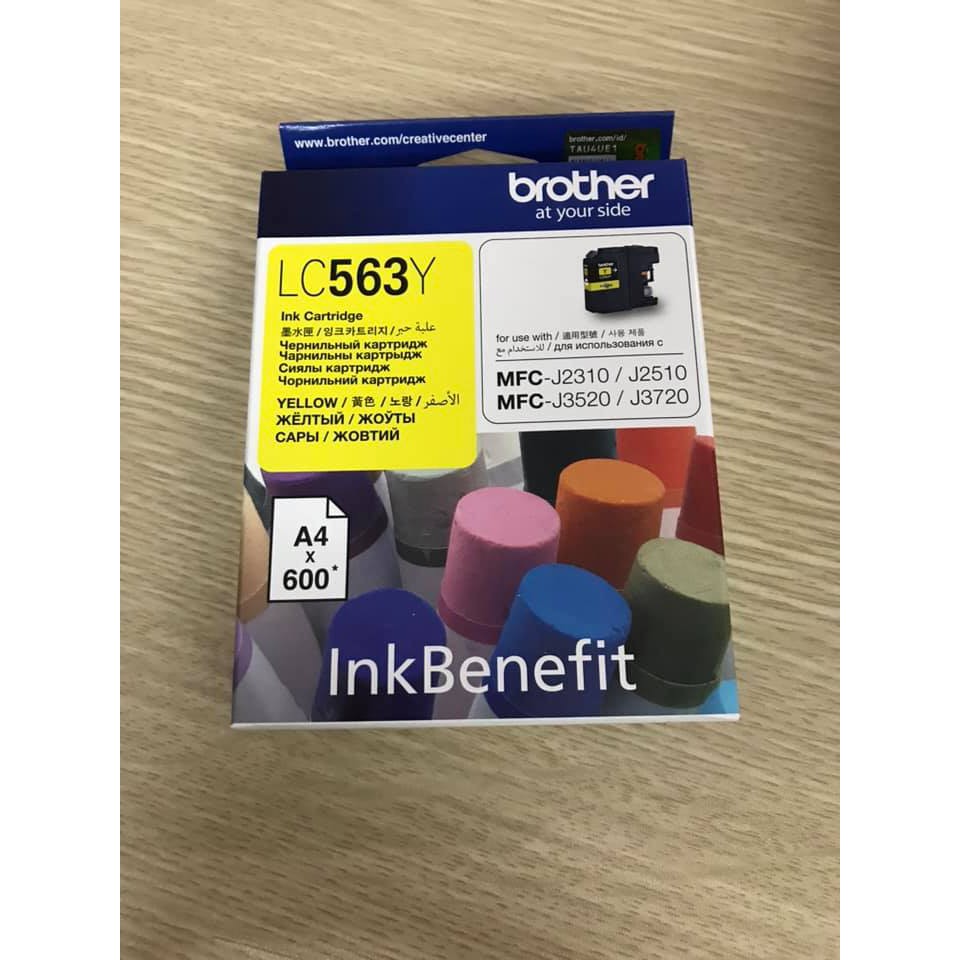 www.brother.com/creativecenter
brother.com/id/
TAU4UE1
brother
at your side
LC563Y
Ink Cartridge
墨水匣 / 잉크카트리지 / علبة حبر
Чернильный картридж
Чарнильны картрыдж
Сиялы картридж
Чорнильний картридж
YELLOW / 黃色 / 노랑 / الأصفر
ЖЁЛТЫЙ / ЖОЎТЫ
САРЫ / ЖОВТИЙ
brother
Y
for use with / 適用型號 / 사용 제품
للاستخدام مع / для использования с
MFC-J2310 / J2510
MFC-J3520 / J3720
A4
x
600*
InkBenefit